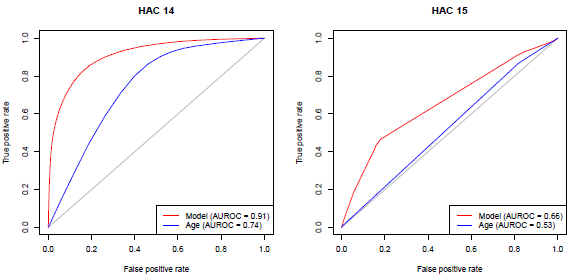 HAC 14
True positive rate
1.0
0.8
0.6
0.4
0.2
0.0
Model (AUROC = 0.91)
Age (AUROC = 0.74)
0.0 0.2 0.4 0.6 0.8 1.0
False positive rate
HAC 15
True positive rate
1.0
0.8
0.6
0.4
0.2
0.0
Model (AUROC = 0.66)
Age (AUROC = 0.53)
0.0 0.2 0.4 0.6 0.8 1.0
False positive rate